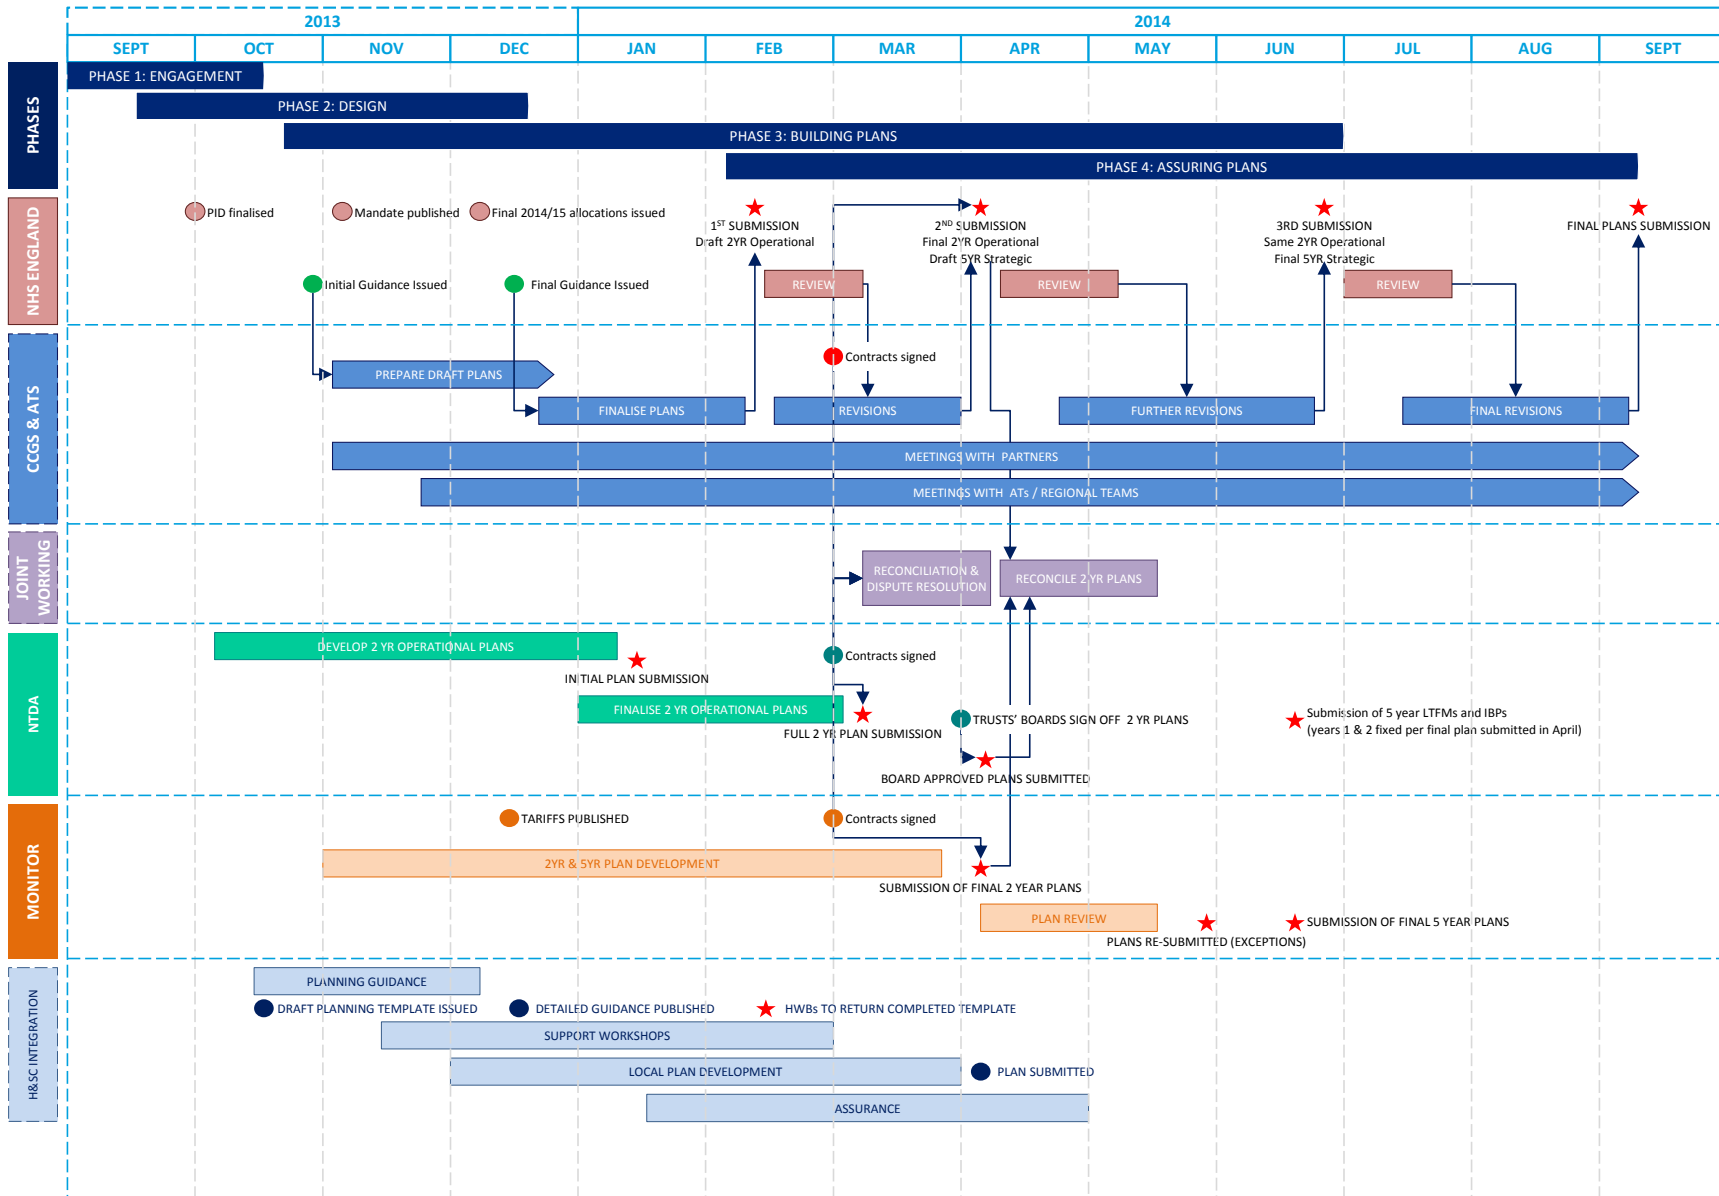 2013
2014
SEPT
OCT
NOV
DEC
JAN
FEB
MAR
APR
MAY
JUN
JUL
AUG
SEPT
PHASES
PHASE 1: ENGAGEMENT
PHASE 2: DESIGN
PHASE 3: BUILDING PLANS
PHASE 4: ASSURING PLANS
NHS ENGLAND
PID finalised
Mandate published
Final 2014/15 allocations issued
1ST SUBMISSION
Draft 2YR Operational
2ND SUBMISSION
Final 2YR Operational
Draft 5YR Strategic
3RD SUBMISSION
Same 2YR Operational
Final 5YR Strategic
FINAL PLANS SUBMISSION
Initial Guidance Issued
Final Guidance Issued
REVIEW
REVIEW
REVIEW
CCGS & ATS
Contracts signed
PREPARE DRAFT PLANS
FINALISE PLANS
REVISIONS
FURTHER REVISIONS
FINAL REVISIONS
MEETINGS WITH PARTNERS
MEETINGS WITH ATs / REGIONAL TEAMS
JOINT
WORKING
RECONCILIATION &
DISPUTE RESOLUTION
RECONCILE 2 YR PLANS
NTDA
DEVELOP 2 YR OPERATIONAL PLANS
INITIAL PLAN SUBMISSION
Contracts signed
FINALISE 2 YR OPERATIONAL PLANS
FULL 2 YR PLAN SUBMISSION
TRUSTS' BOARDS SIGN OFF 2 YR PLANS
BOARD APPROVED PLANS SUBMITTED
Submission of 5 year LTFMs and IBPs
(years 1 & 2 fixed per final plan submitted in April)
MONITOR
TARIFFS PUBLISHED
Contracts signed
2YR & 5YR PLAN DEVELOPMENT
SUBMISSION OF FINAL 2 YEAR PLANS
PLAN REVIEW
PLANS RE-SUBMITTED (EXCEPTIONS)
SUBMISSION OF FINAL 5 YEAR PLANS
H&SC INTEGRATION
PLANNING GUIDANCE
DRAFT PLANNING TEMPLATE ISSUED
DETAILED GUIDANCE PUBLISHED
HWBs TO RETURN COMPLETED TEMPLATE
SUPPORT WORKSHOPS
LOCAL PLAN DEVELOPMENT
PLAN SUBMITTED
ASSURANCE